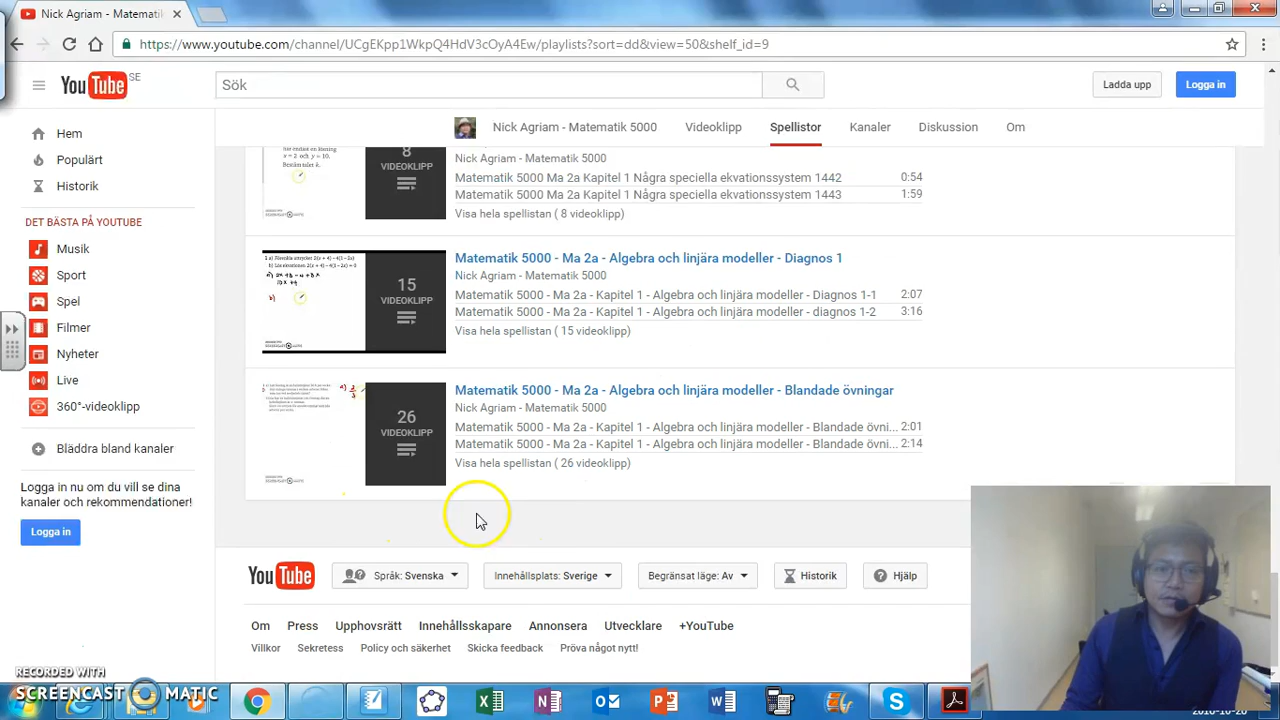 Nick Agriam - Matemati
https://www.youtube.com/channel/UCgEKpp1WkpQ4HdV3cOyA4Ew/playlists?sort=dd&view=50&shelf_id=9
YouTube SE
Sök
Ladda upp
Logga in
Nick Agriam - Matematik 5000
Videoklipp
Spellistor
Kanaler
Diskussion
Om
Hem
Populärt
Historik
DET BÄSTA PÅ YOUTUBE
Musik
Sport
Spel
Filmer
Nyheter
Live
360°-videoklipp
Bläddra bland kanaler
Logga in nu om du vill se dina
kanaler och rekommendationer!
Logga in
8
VIDEOKLIPP
Nick Agriam - Matematik 5000
Matematik 5000 Ma 2a Kapitel 1 Några speciella ekvationssystem 1442 0:54
Matematik 5000 Ma 2a Kapitel 1 Några speciella ekvationssystem 1443 1:59
Visa hela spellistan ( 8 videoklipp)
15
VIDEOKLIPP
Matematik 5000 - Ma 2a - Algebra och linjära modeller - Diagnos 1
Nick Agriam - Matematik 5000
Matematik 5000 - Ma 2a - Kapitel 1 - Algebra och linjära modeller - Diagnos 1-1 2:07
Matematik 5000 - Ma 2a - Kapitel 1 - Algebra och linjära modeller - diagnos 1-2 3:16
Visa hela spellistan ( 15 videoklipp)
26
VIDEOKLIPP
Matematik 5000 - Ma 2a - Algebra och linjära modeller - Blandade övningar
Nick Agriam - Matematik 5000
Matematik 5000 - Ma 2a - Kapitel 1 - Algebra och linjära modeller - Blandade övni... 2:01
Matematik 5000 - Ma 2a - Kapitel 1 - Algebra och linjära modeller - Blandade övni... 2:14
Visa hela spellistan ( 26 videoklipp)
YouTube
Språk: Svenska
Innehållsplats: Sverige
Begränsat läge: Av
Historik
Hjälp
Om
Press
Upphovsrätt
Innehållsskapare
Annonsera
Utvecklare
+YouTube
Villkor
Sekretess
Policy och säkerhet
Skicka feedback
Pröva något nytt!
RECORDED WITH
SCREENCAST MATIC
2016-10-20